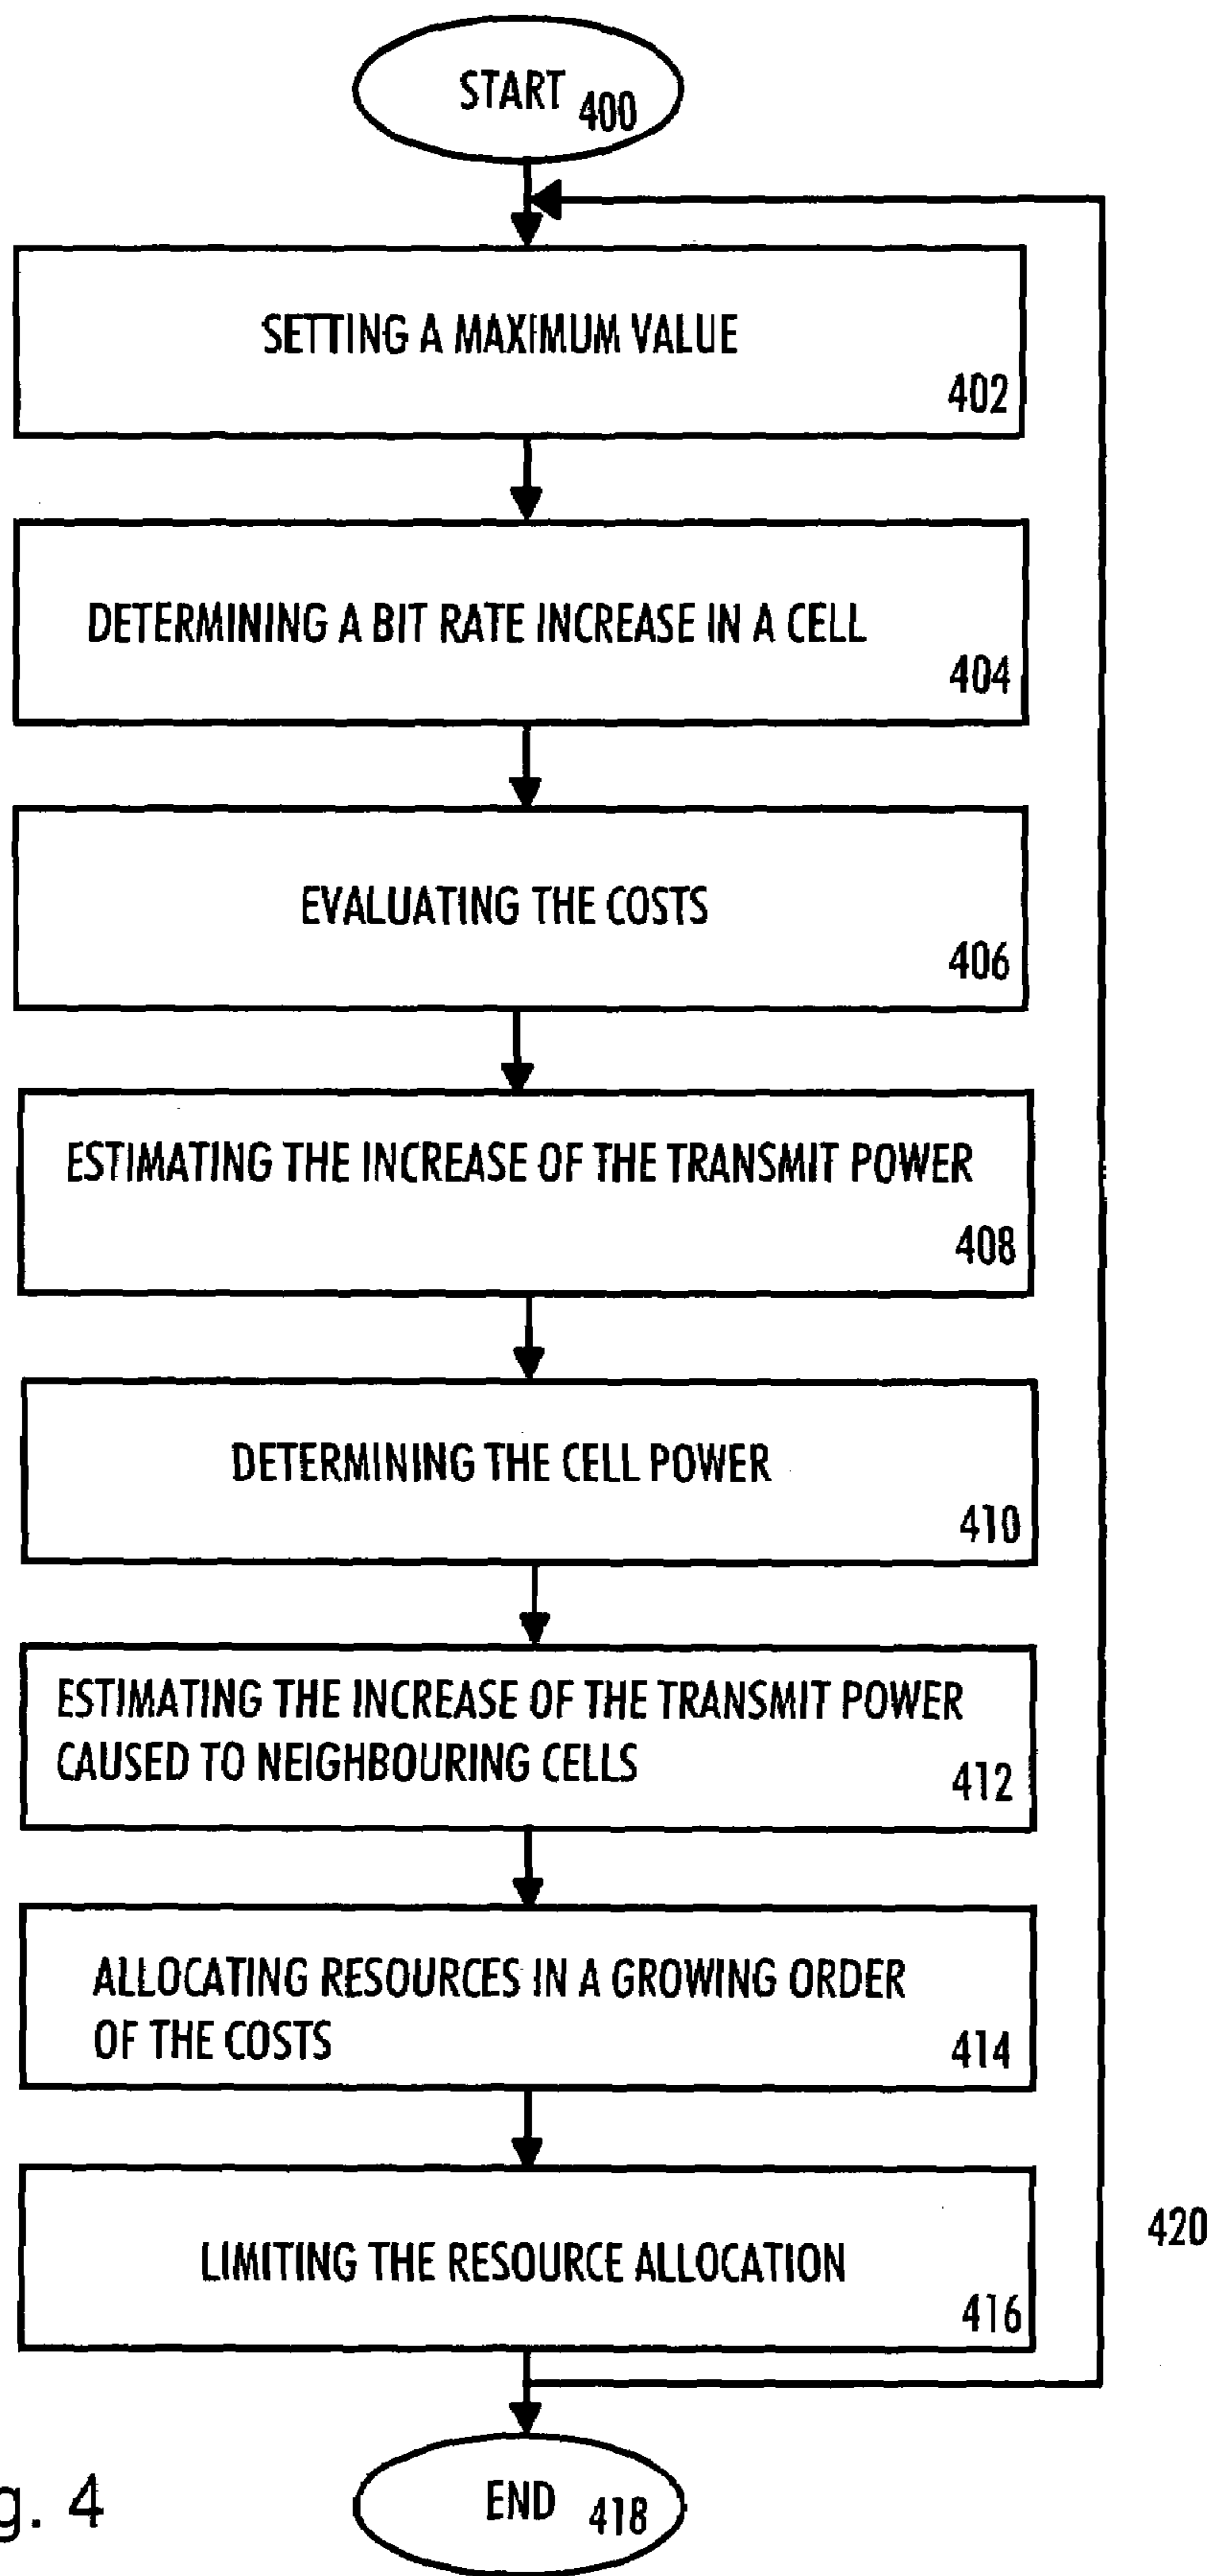 START 400
SETTING A MAXIMUM VALUE
402
DETERMINING A BIT RATE INCREASE IN A CELL
404
EVALUATING THE COSTS
406
ESTIMATING THE INCREASE OF THE TRANSMIT POWER
408
DETERMINING THE CELL POWER
410
ESTIMATING THE INCREASE OF THE TRANSMIT POWER
CAUSED TO NEIGHBOURING CELLS
412
ALLOCATING RESOURCES IN A GROWING ORDER
OF THE COSTS
414
420
LIMITING THE RESOURCE ALLOCATION
416
END 418
g. 4